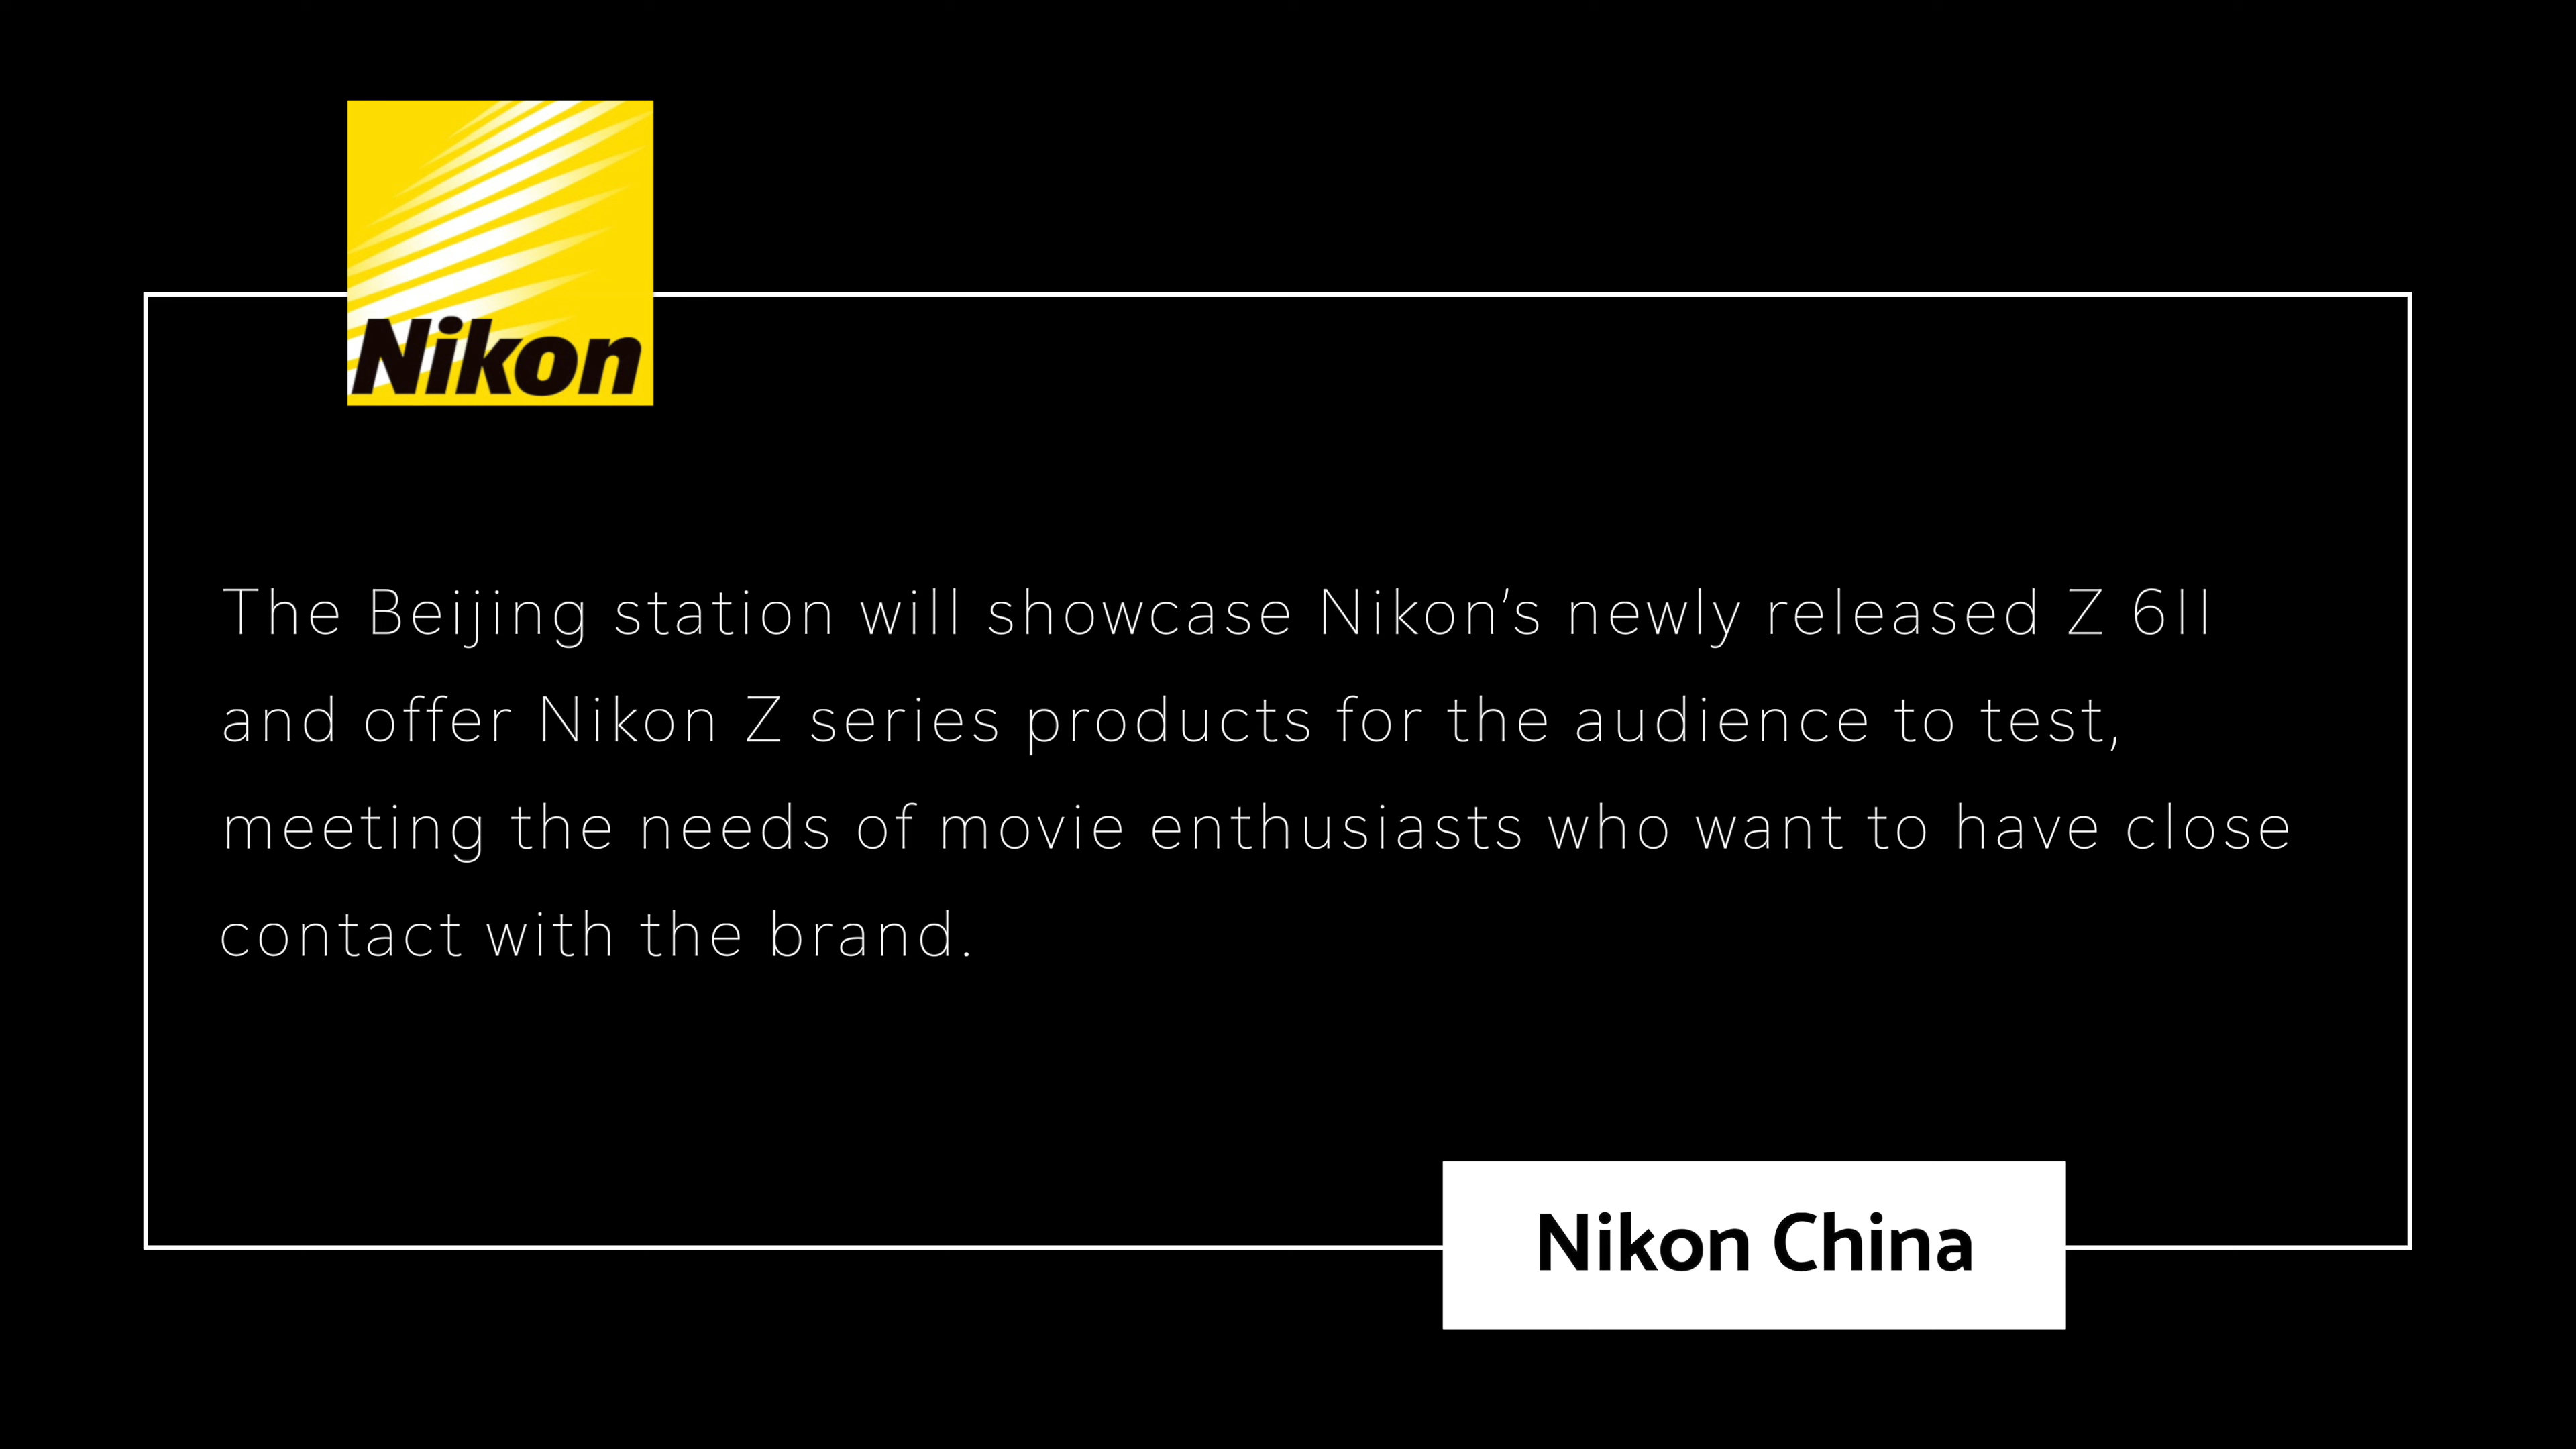 Nikon
The Beijing station will showcase Nikon’s newly released Z 6II
and offer Nikon Z series products for the audience to test,
meeting the needs of movie enthusiasts who want to have close
contact with the brand.
Nikon China